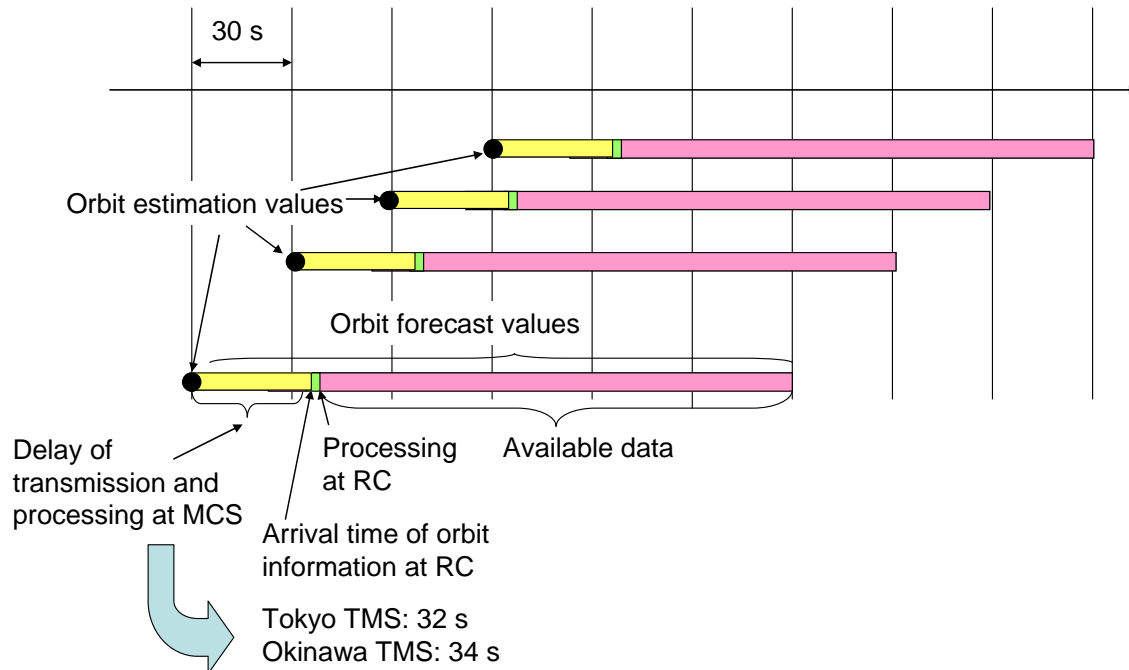 30 s
Orbit estimation values
Orbit forecast values
Delay of
transmission and
processing at MCS
Processing
at RC
Available data
Arrival time of orbit
information at RC
Tokyo TMS: 32 s
Okinawa TMS: 34 s